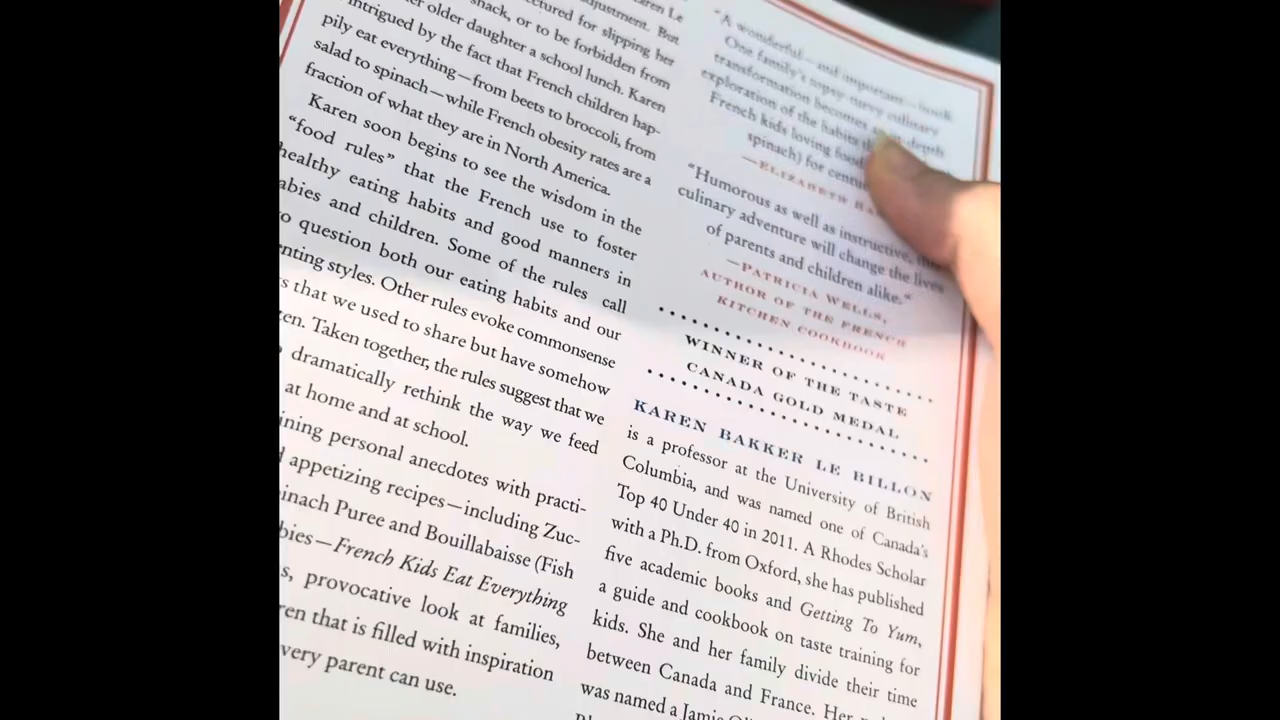 aren Le
djustment. But
ctured for slipping her
snack, or to be forbidden from
er older daughter a school lunch. Karen
intrigued by the fact that French children hap-
pily eat everything—from beets to broccoli, from
salad to spinach—while French obesity rates are a
fraction of what they are in North America.
Karen soon begins to see the wisdom in the
“food rules” that the French use to foster
healthy eating habits and good manners in
abies and children. Some of the rules call
o question both our eating habits and our
nting styles. Other rules evoke commonsense
s that we used to share but have somehow
ten. Taken together, the rules suggest that we
dramatically rethink the way we feed
at home and at school.
ining personal anecdotes with practi-
d appetizing recipes—including Zuc-
inach Puree and Bouillabaisse (Fish
bies—French Kids Eat Everything
s, provocative look at families,
ren that is filled with inspiration
very parent can use.
“A wonderful—and important—book.
One family's topsy-turvy culinary
transformation becomes depth
exploration of the habits th
French kids loving food
spinach) for centu
—ELIZABETH BA
“Humorous as well as instructive, this
culinary adventure will change the lives
of parents and children alike.”
—PATRICIA WELLS,
AUTHOR OF THE FRENCH
KITCHEN COOKBOOK
WINNER OF THE TASTE
CANADA GOLD MEDAL
KAREN BAKKER LE BILLON
is a professor at the University of British
Columbia, and was named one of Canada's
Top 40 Under 40 in 2011. A Rhodes Scholar
with a Ph.D. from Oxford, she has published
five academic books and Getting To Yum,
a guide and cookbook on taste training for
kids. She and her family divide their time
between Canada and France. Her
was named a Jamie